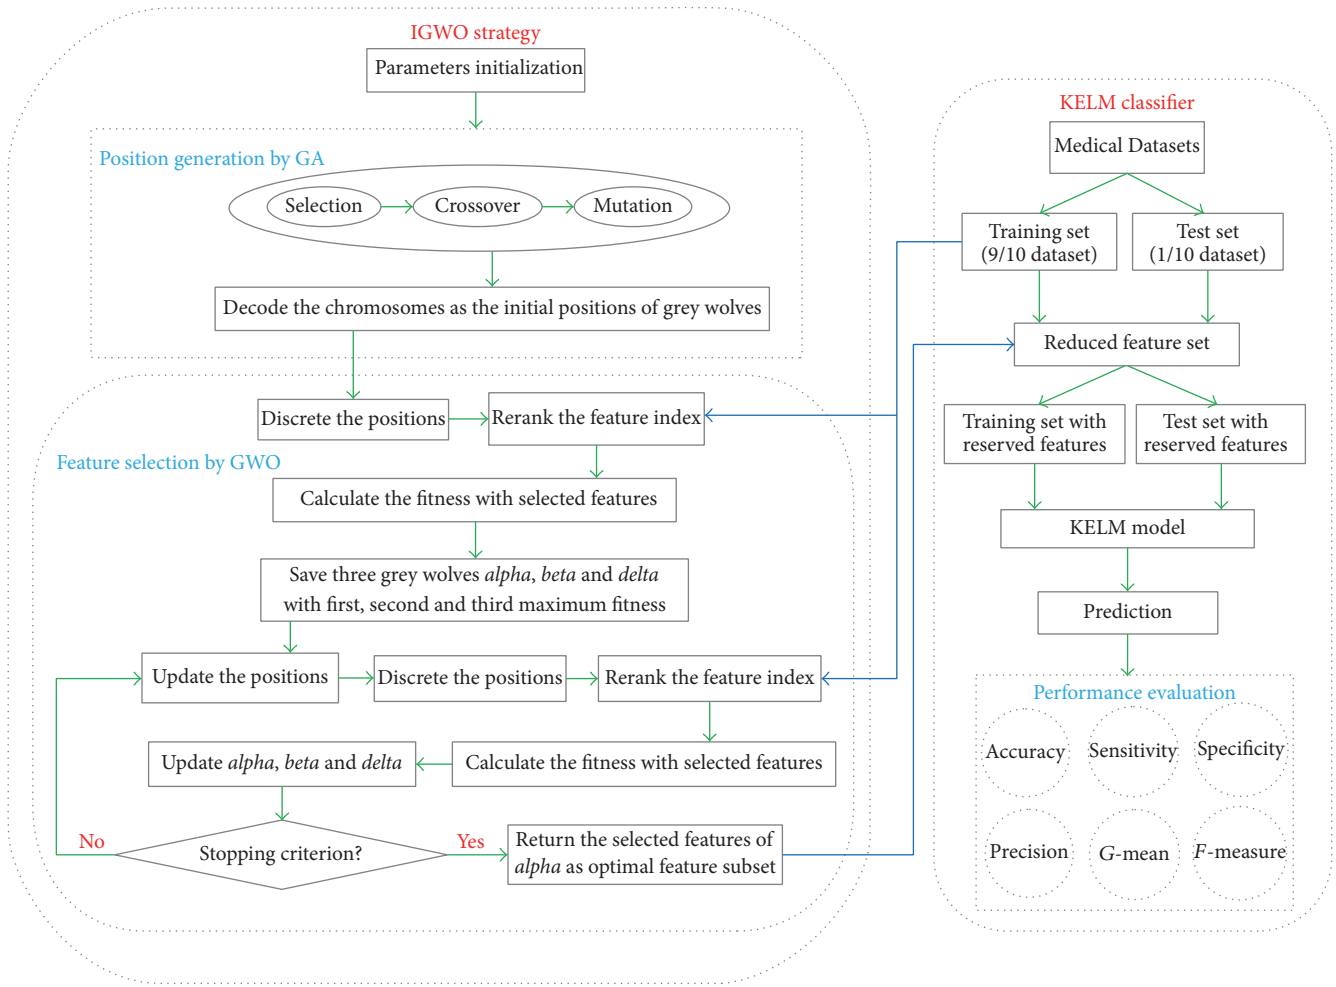 IGWO strategy
Parameters initialization
Position generation by GA
Selection
Crossover
Mutation
Decode the chromosomes as the initial positions of grey wolves
Discrete the positions
Rerank the feature index
Feature selection by GWO
Calculate the fitness with selected features
Save three grey wolves alpha, beta and delta
with first, second and third maximum fitness
Update the positions
Discrete the positions
Rerank the feature index
Update alpha, beta and delta
Calculate the fitness with selected features
No
Stopping criterion?
Yes
Return the selected features of
alpha as optimal feature subset
KELM classifier
Medical Datasets
Training set
(9/10 dataset)
Test set
(1/10 dataset)
Reduced feature set
Training set with
reserved features
Test set with
reserved features
KELM model
Prediction
Performance evaluation
Accuracy
Sensitivity
Specificity
Precision
G-mean
F-measure